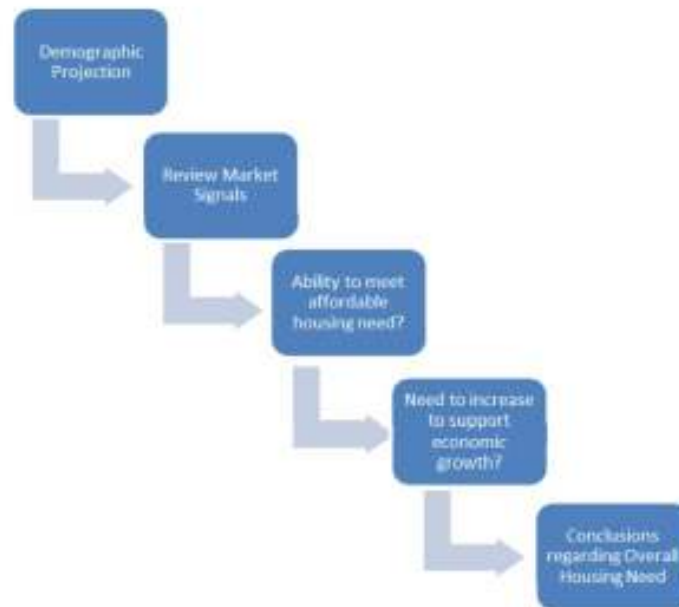 Demographic
Projection
Review Market
Signals
Ability to meet
affordable
housing need?
Need to increase
to support
economic
growth?
Conclusions
regarding Overall
Housing Need